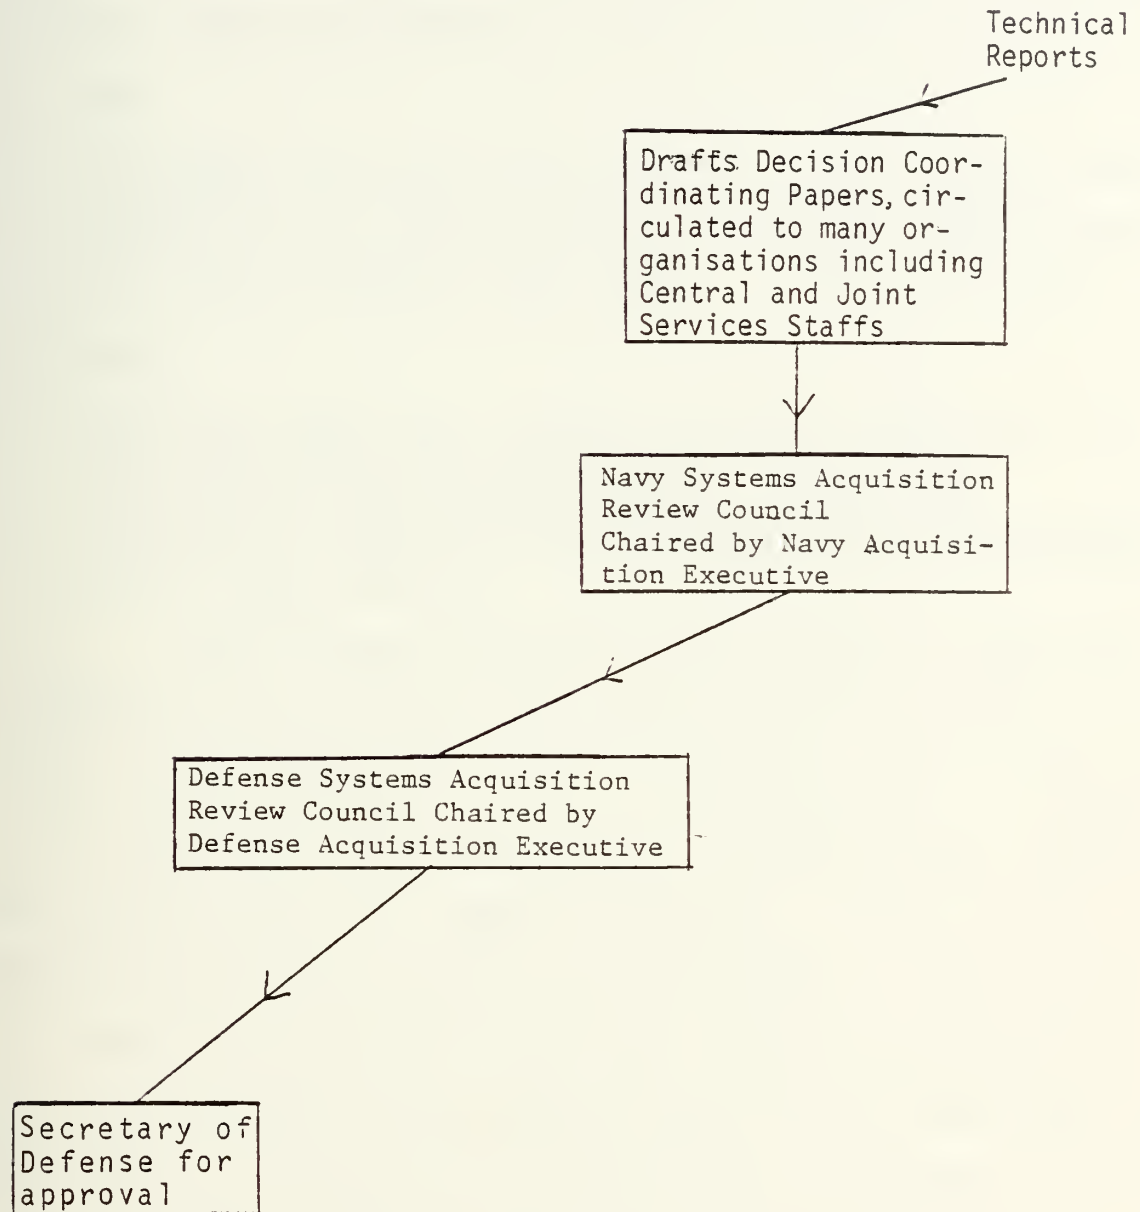 Technical
Reports
Drafts Decision Coor-
dinating Papers, cir-
culated to many or-
ganisations including
Central and Joint
Services Staffs
Navy Systems Acquisition
Review Council
Chaired by Navy Acquisi-
tion Executive
Defense Systems Acquisition
Review Council Chaired by
Defense Acquisition Executive
Secretary of
Defense for
approval